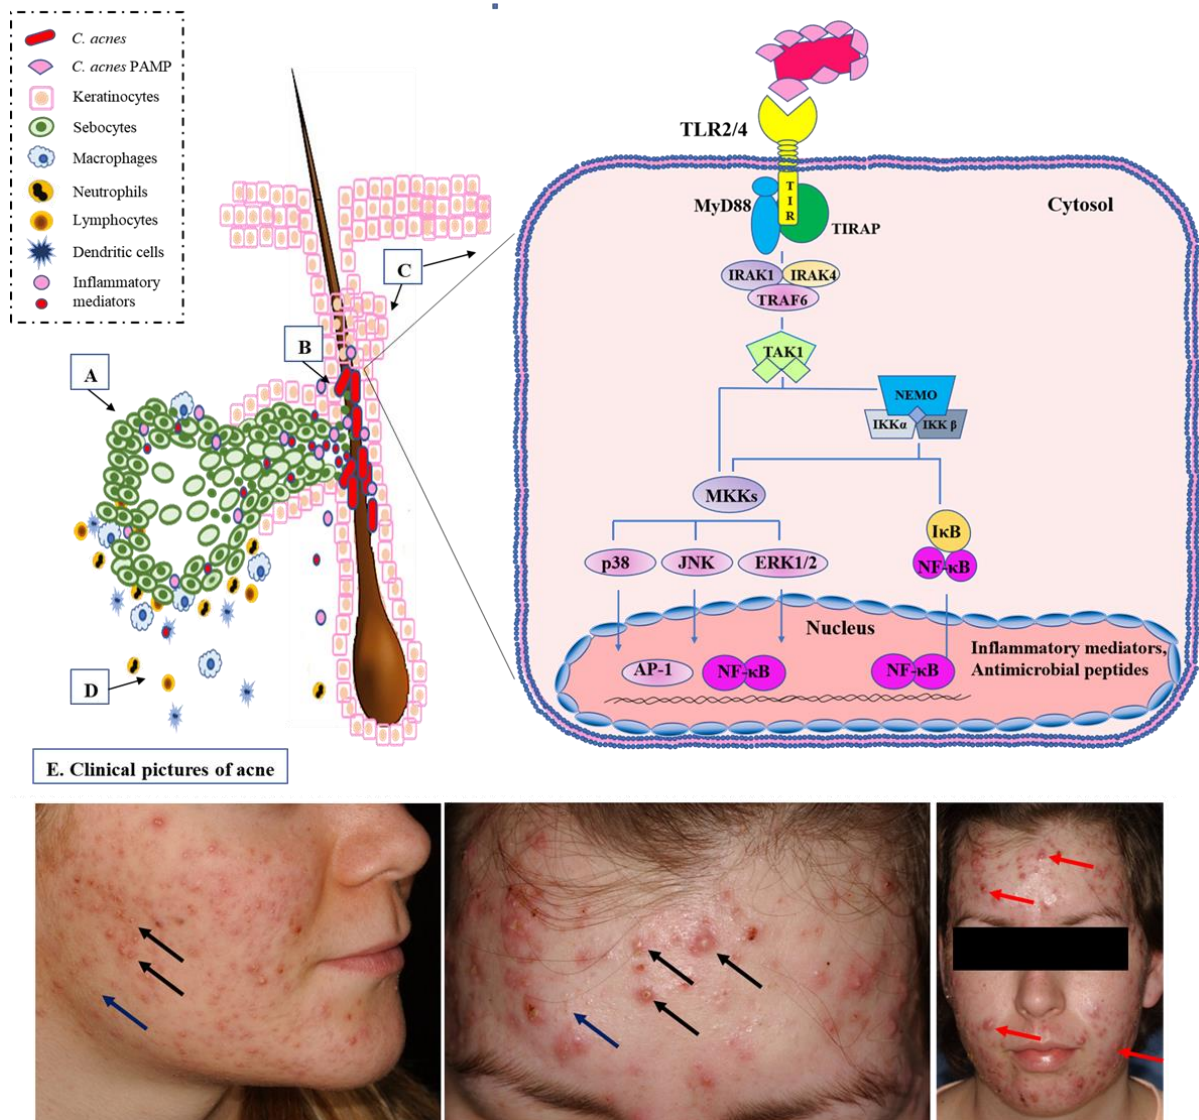 C. acnes
C. acnes PAMP
Keratinocytes
Sebocytes
Macrophages
Neutrophils
Lymphocytes
Dendritic cells
Inflammatory
mediators
A
B
C
D
TLR2/4
MyD88
TIR
TIRAP
Cytosol
IRAK1
IRAK4
TRAF6
TAK1
NEMO
IKKα
IKK β
MKKs
IκB
NF-κB
p38
JNK
ERK1/2
Nucleus
Inflammatory mediators,
Antimicrobial peptides
AP-1
NF-κB
NF-κB
E. Clinical pictures of acne